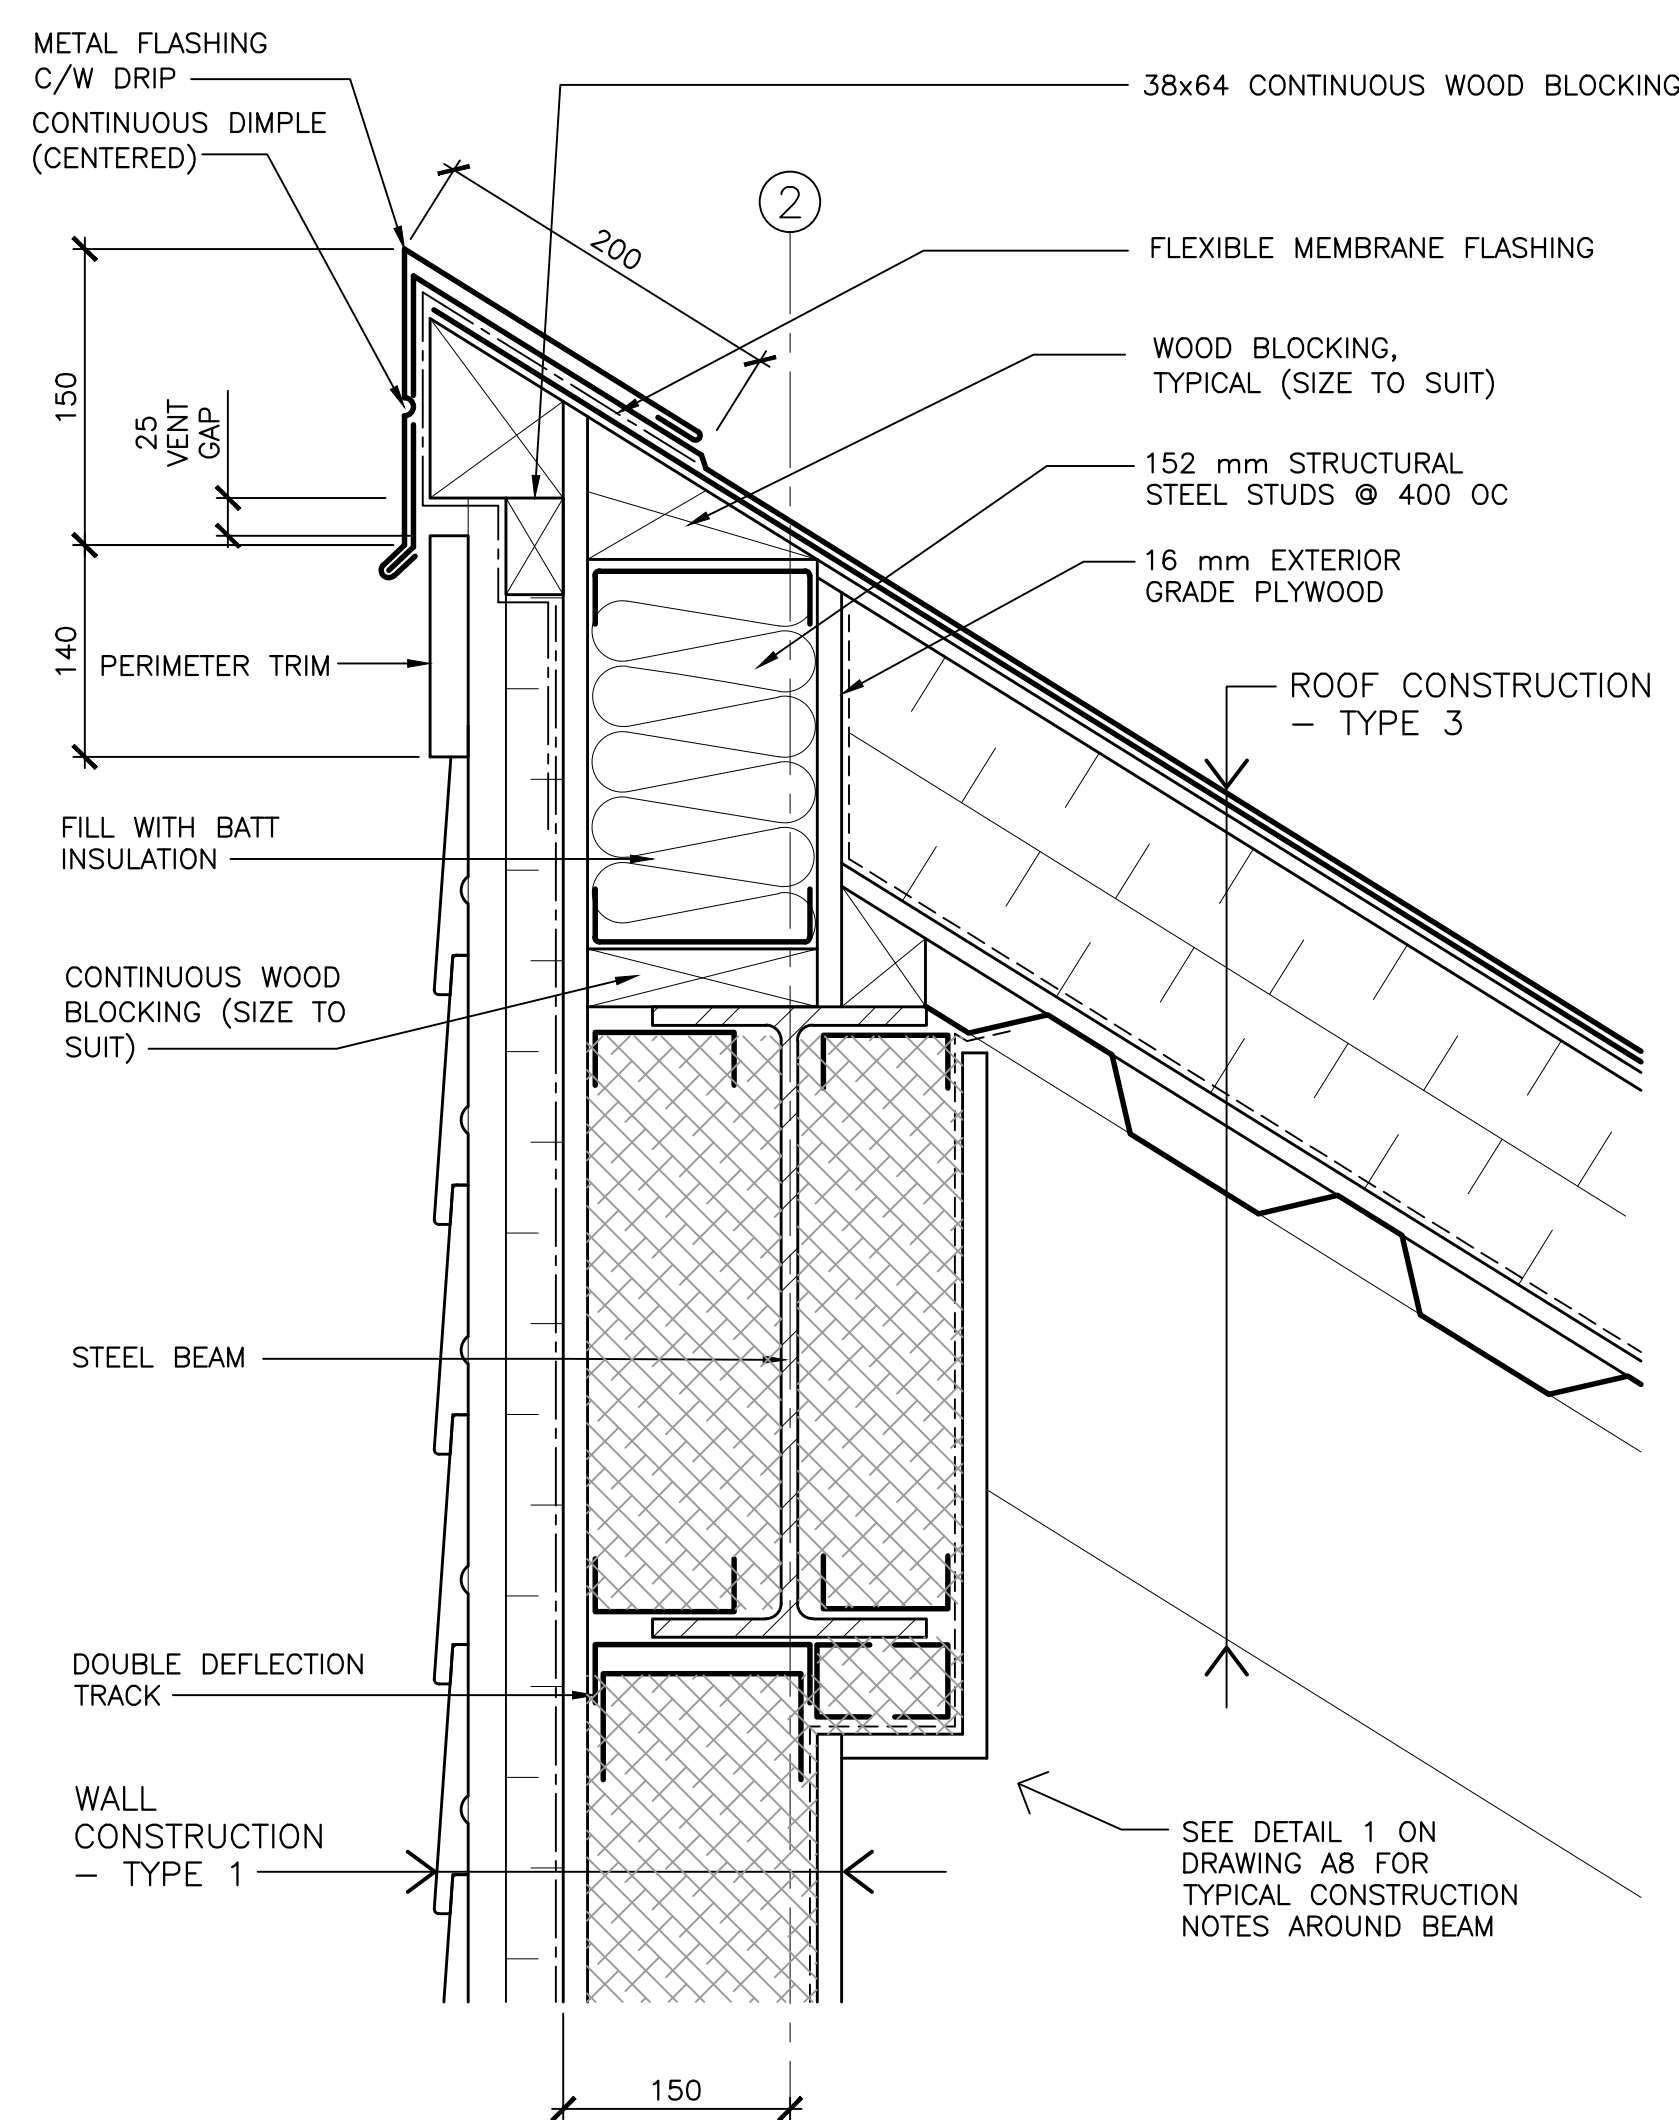 METAL FLASHING
C/W DRIP
CONTINUOUS DIMPLE
(CENTERED)
38x64 CONTINUOUS WOOD BLOCKING
2
200
FLEXIBLE MEMBRANE FLASHING
WOOD BLOCKING,
TYPICAL (SIZE TO SUIT)
150
25
VENT
GAP
152 mm STRUCTURAL
STEEL STUDS @ 400 OC
16 mm EXTERIOR
GRADE PLYWOOD
140
PERIMETER TRIM
ROOF CONSTRUCTION
- TYPE 3
FILL WITH BATT
INSULATION
CONTINUOUS WOOD
BLOCKING (SIZE TO
SUIT)
STEEL BEAM
DOUBLE DEFLECTION
TRACK
WALL
CONSTRUCTION
- TYPE 1
SEE DETAIL 1 ON
DRAWING A8 FOR
TYPICAL CONSTRUCTION
NOTES AROUND BEAM
150